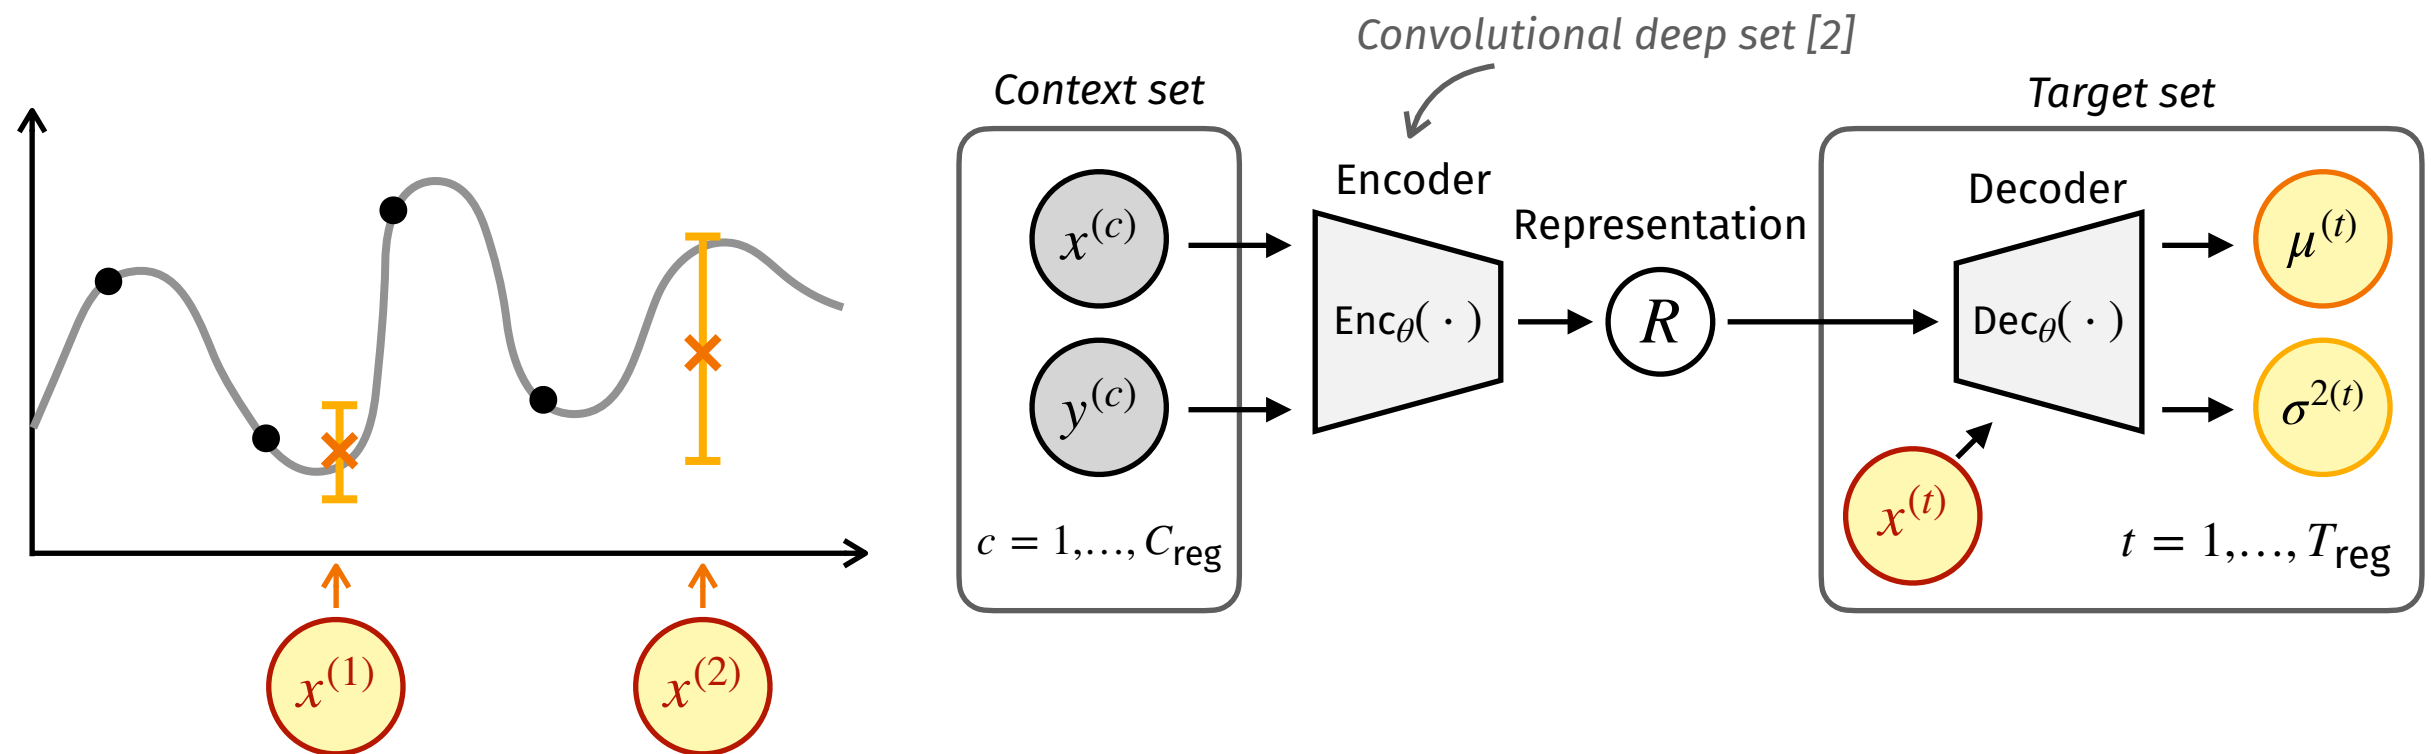 Convolutional deep set [2]
Context set
Target set
Encoder
Decoder
Representation
x^(c)
y^(c)
Enc_θ( · )
R
Dec_θ( · )
μ^(t)
σ^2(t)
x^(t)
c = 1,…, C_reg
t = 1,…, T_reg
x^(1)
x^(2)